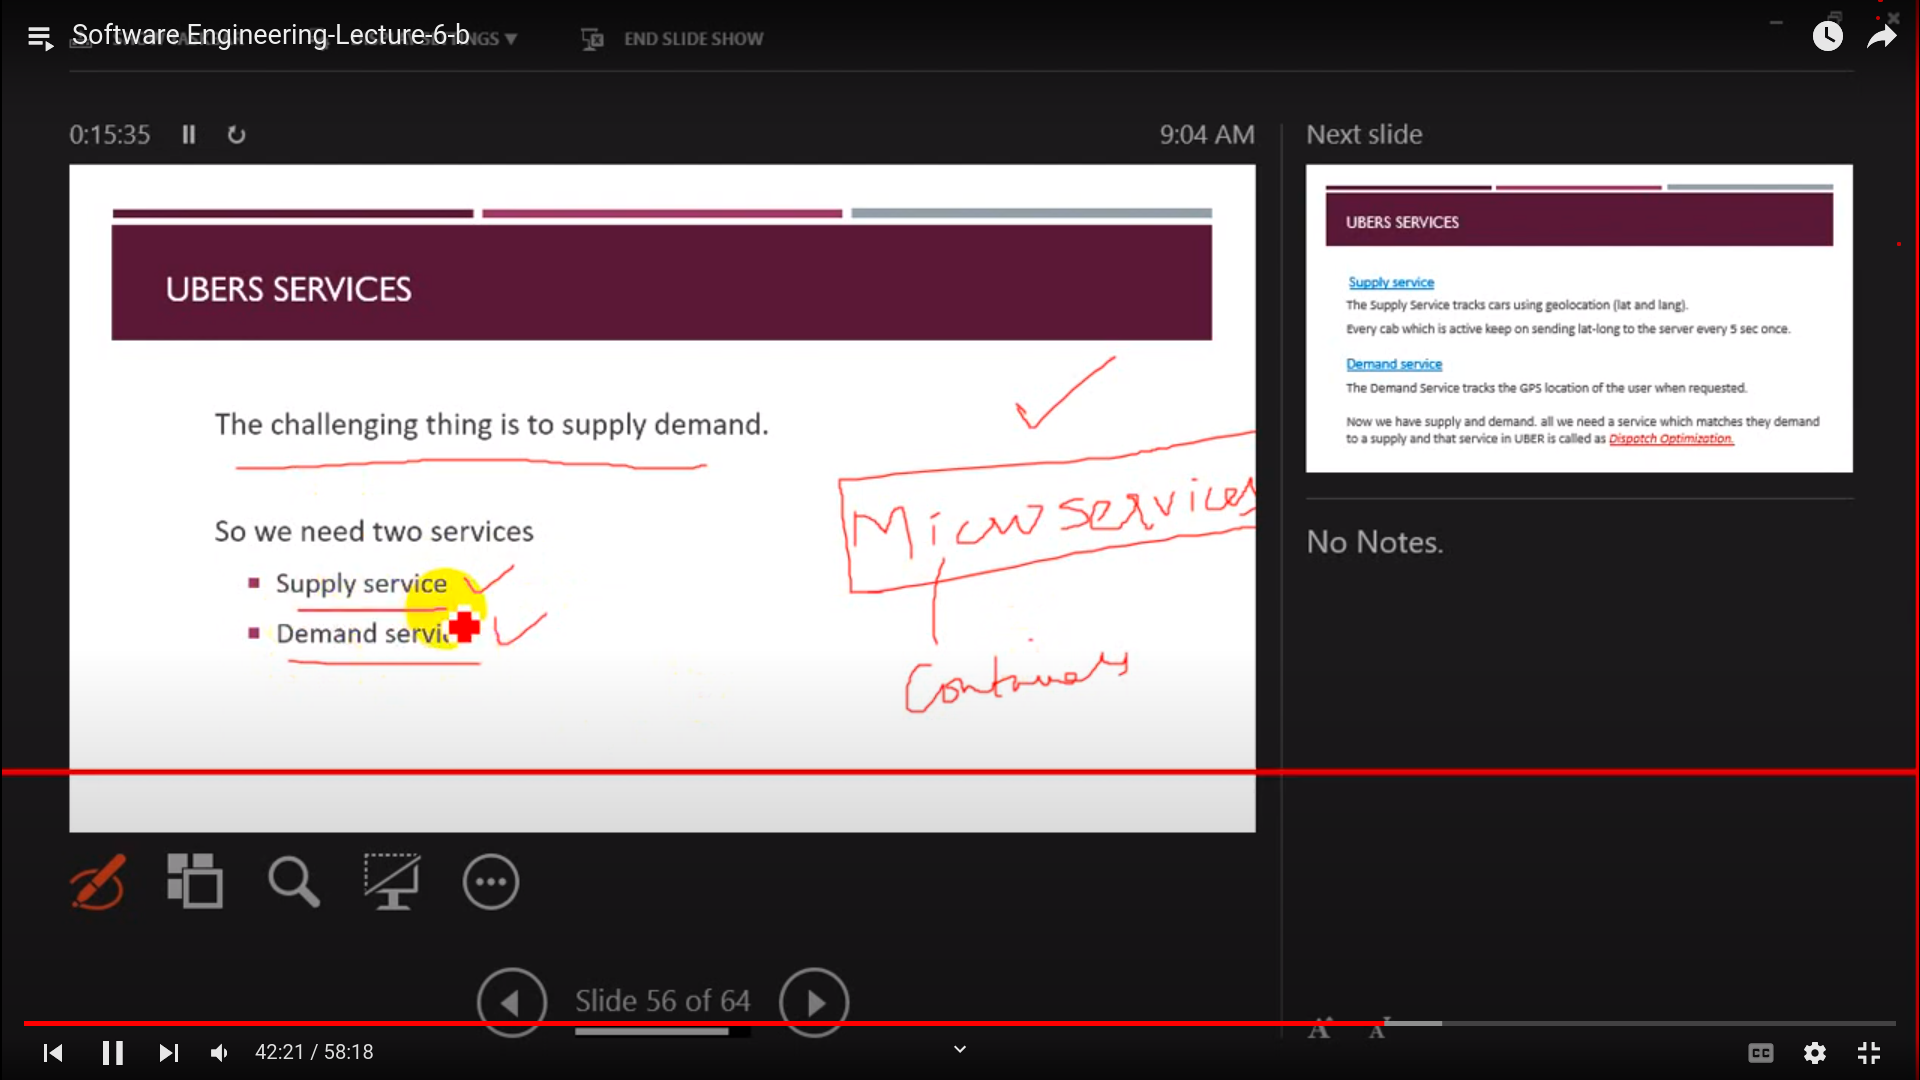 Software Engineering-Lecture-6-b
END SLIDE SHOW
0:15:35
9:04 AM
Next slide
UBERS SERVICES
The challenging thing is to supply demand.
So we need two services
Supply service
Demand servic
Microservices
Containers
UBERS SERVICES
Supply service
The Supply Service tracks cars using geolocation (lat and lang).
Every cab which is active keep on sending lat-long to the server every 5 sec once.
Demand service
The Demand Service tracks the GPS location of the user when requested.
Now we have supply and demand. all we need a service which matches they demand
to a supply and that service in UBER is called as Dispatch Optimization.
No Notes.
Slide 56 of 64
42:21 / 58:18
CC